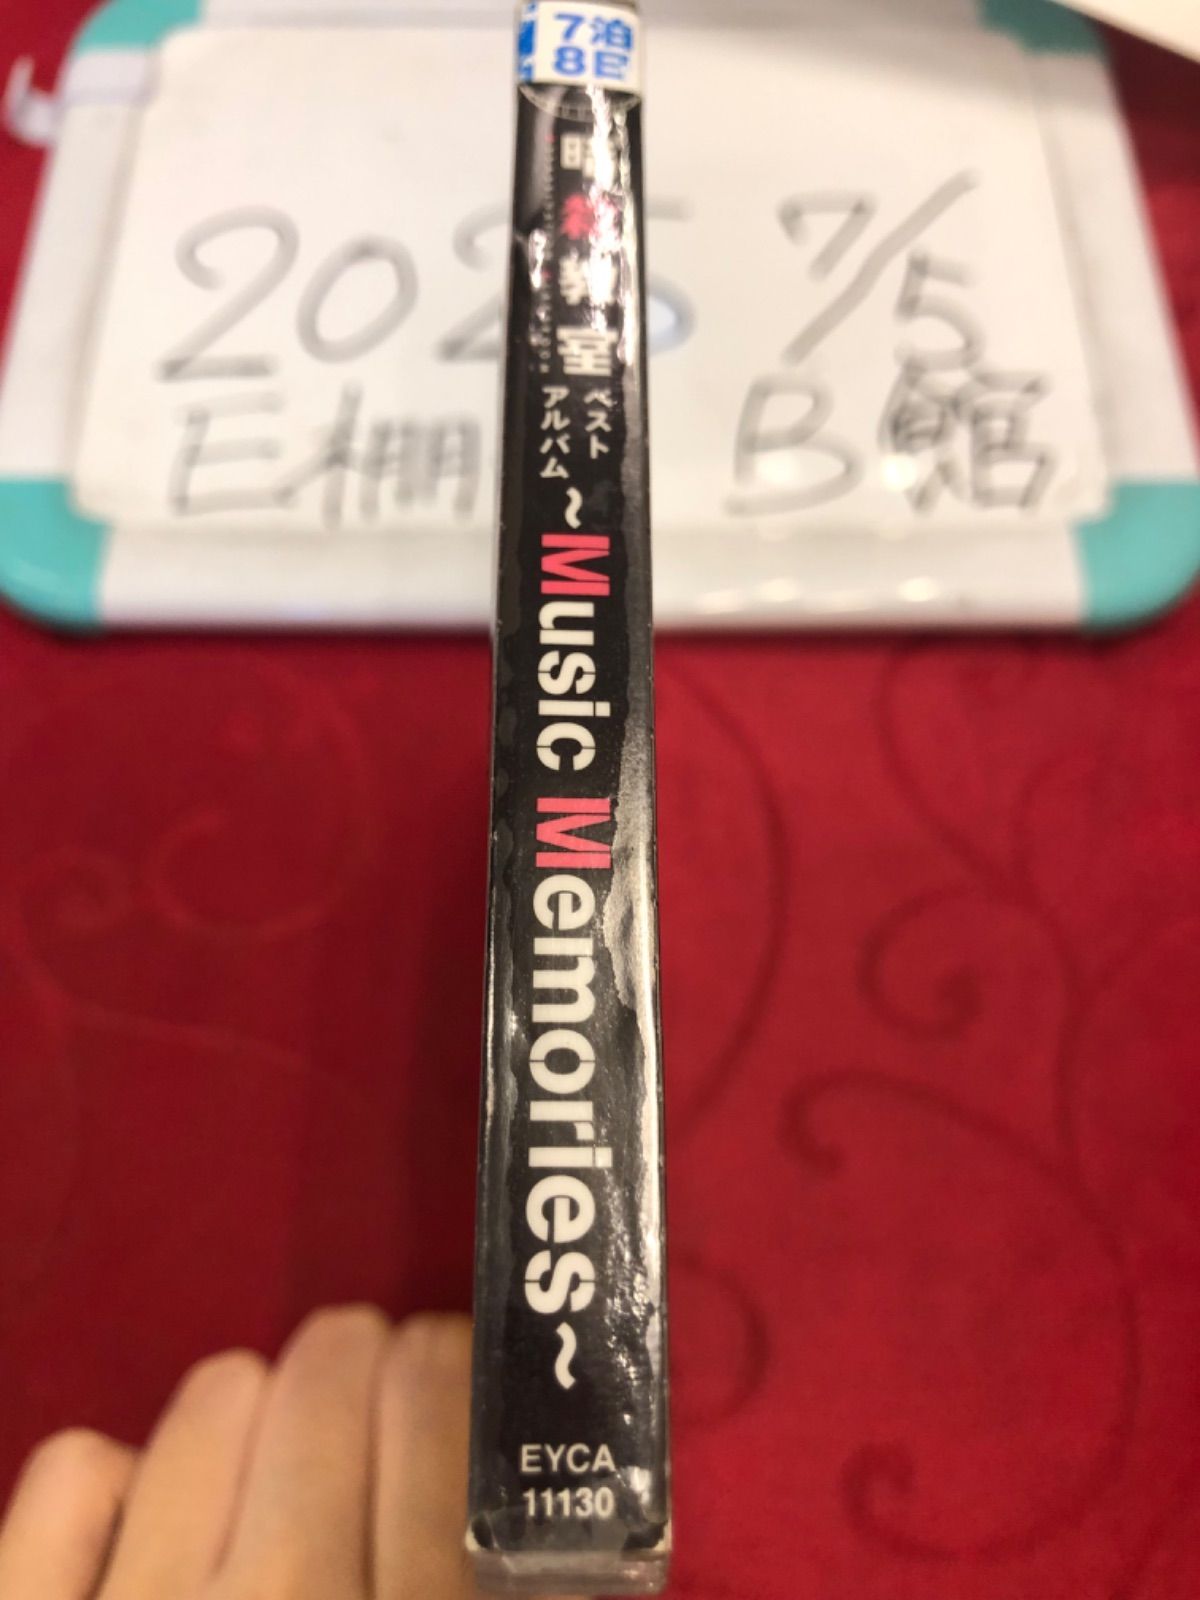 7泊
8日
暗殺教室
ベスト
アルバム
~Music Memories~
EYCA
11130
7/5
E棚
B館